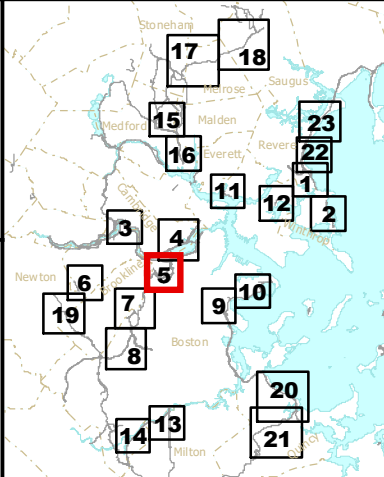 Stoneham
17
18
Melrose
Saugus
15
23
Medford
Malden
16
Everett
Revere
22
1
11
12
2
Cambridge
Winthrop
3
4
Brookline
5
Newton
6
10
7
9
19
Boston
8
20
13
14
21
Milton
Quincy